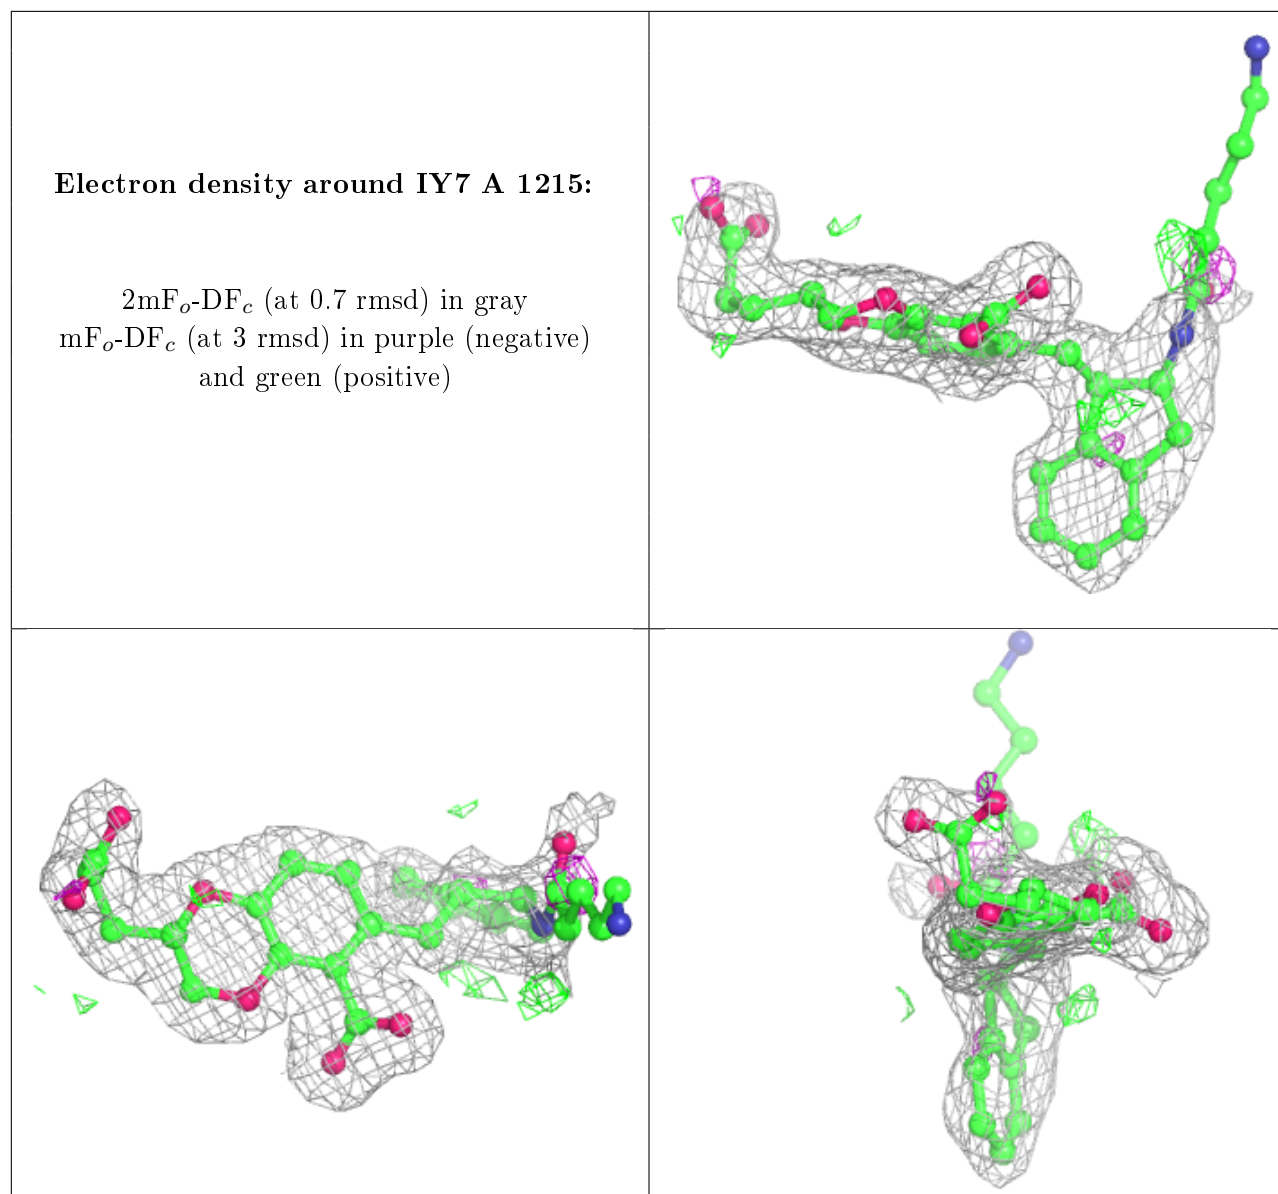 Electron density around IY7 A 1215:
2mFo-DFc (at 0.7 rmsd) in gray
mFo-DFc (at 3 rmsd) in purple (negative)
and green (positive)